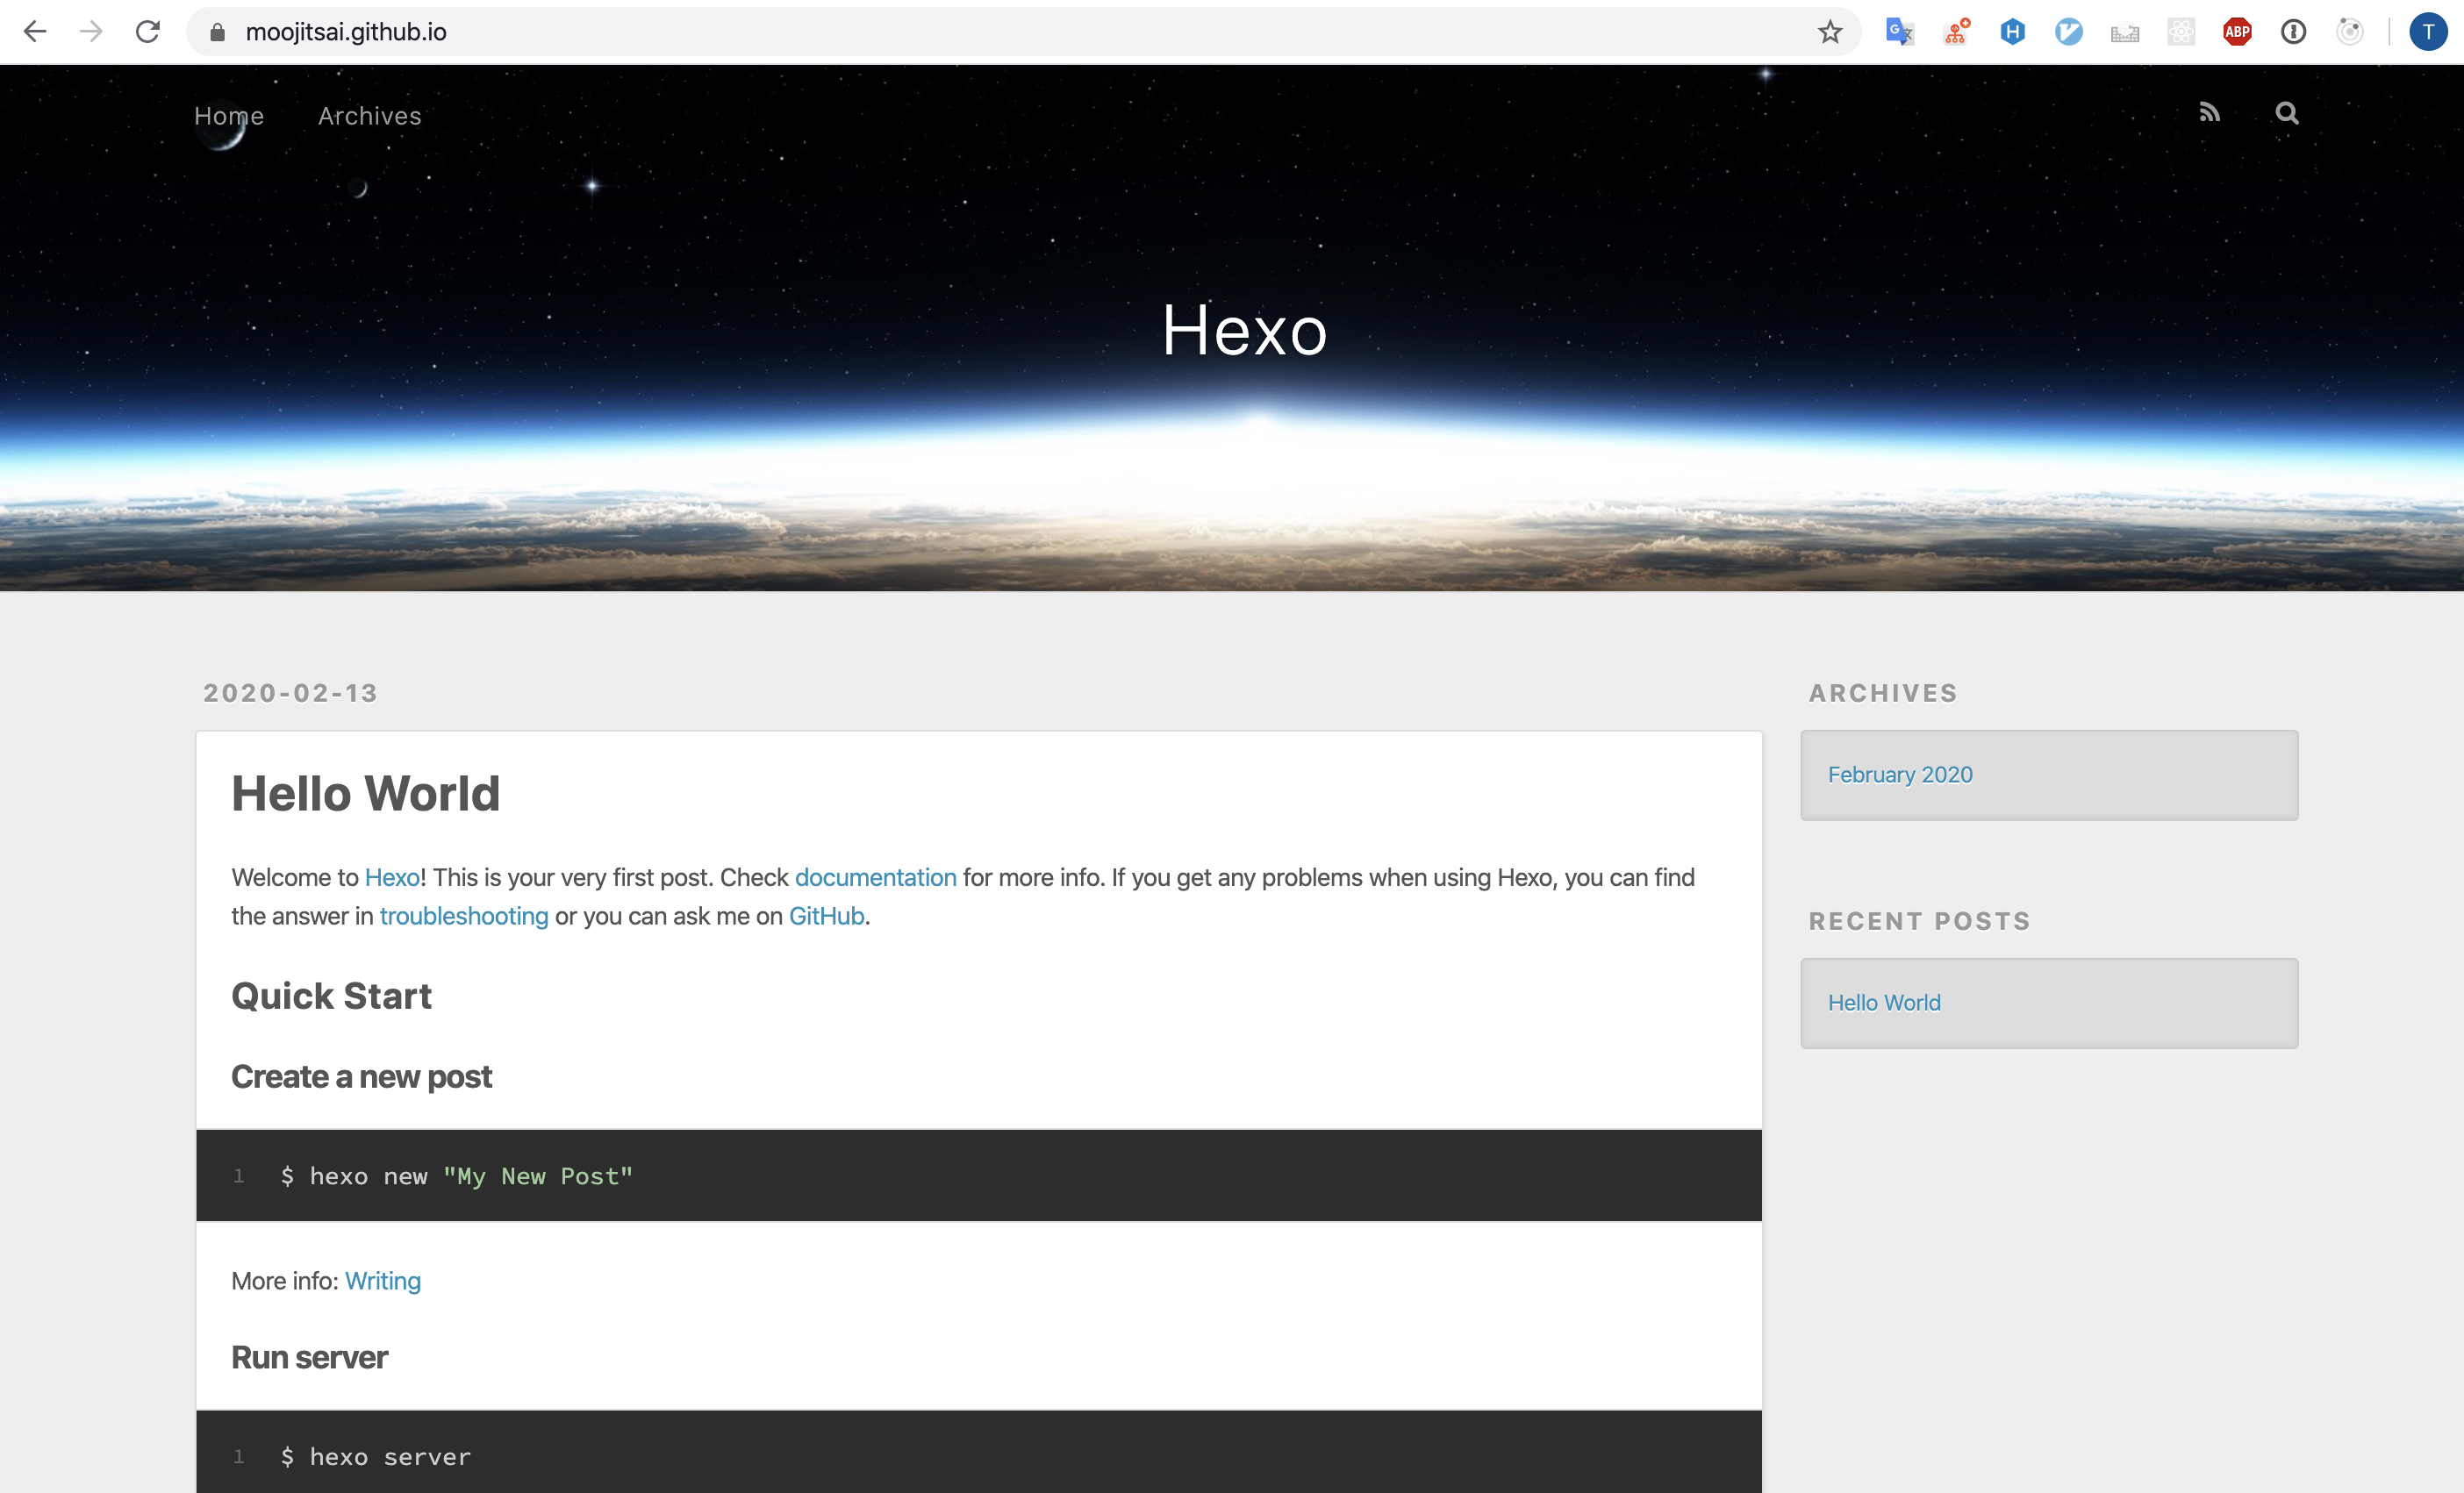 moojitsai.github.io
ABP
T
Home
Archives
Hexo
2020-02-13
Hello World
Welcome to Hexo! This is your very first post. Check documentation for more info. If you get any problems when using Hexo, you can find
the answer in troubleshooting or you can ask me on GitHub.
Quick Start
Create a new post
1 $ hexo new "My New Post"
More info: Writing
Run server
1 $ hexo server
ARCHIVES
February 2020
RECENT POSTS
Hello World